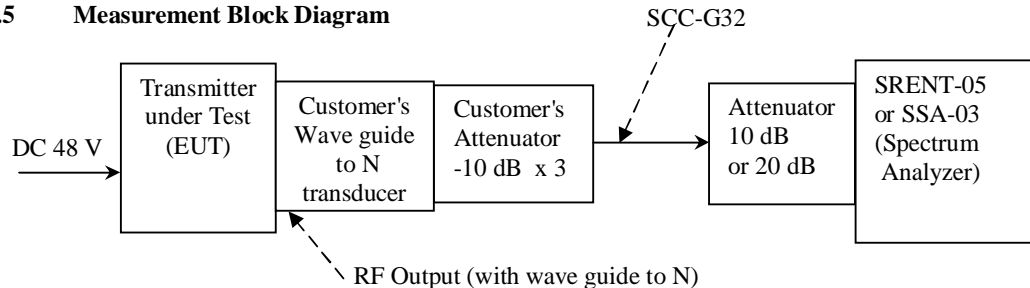 .5 Measurement Block Diagram
SCC-G32
DC 48 V
Transmitter
under Test
(EUT)
Customer's
Wave guide
to N
transducer
Customer's
Attenuator
-10 dB x 3
Attenuator
10 dB
or 20 dB
SRENT-05
or SSA-03
(Spectrum
Analyzer)
RF Output (with wave guide to N)